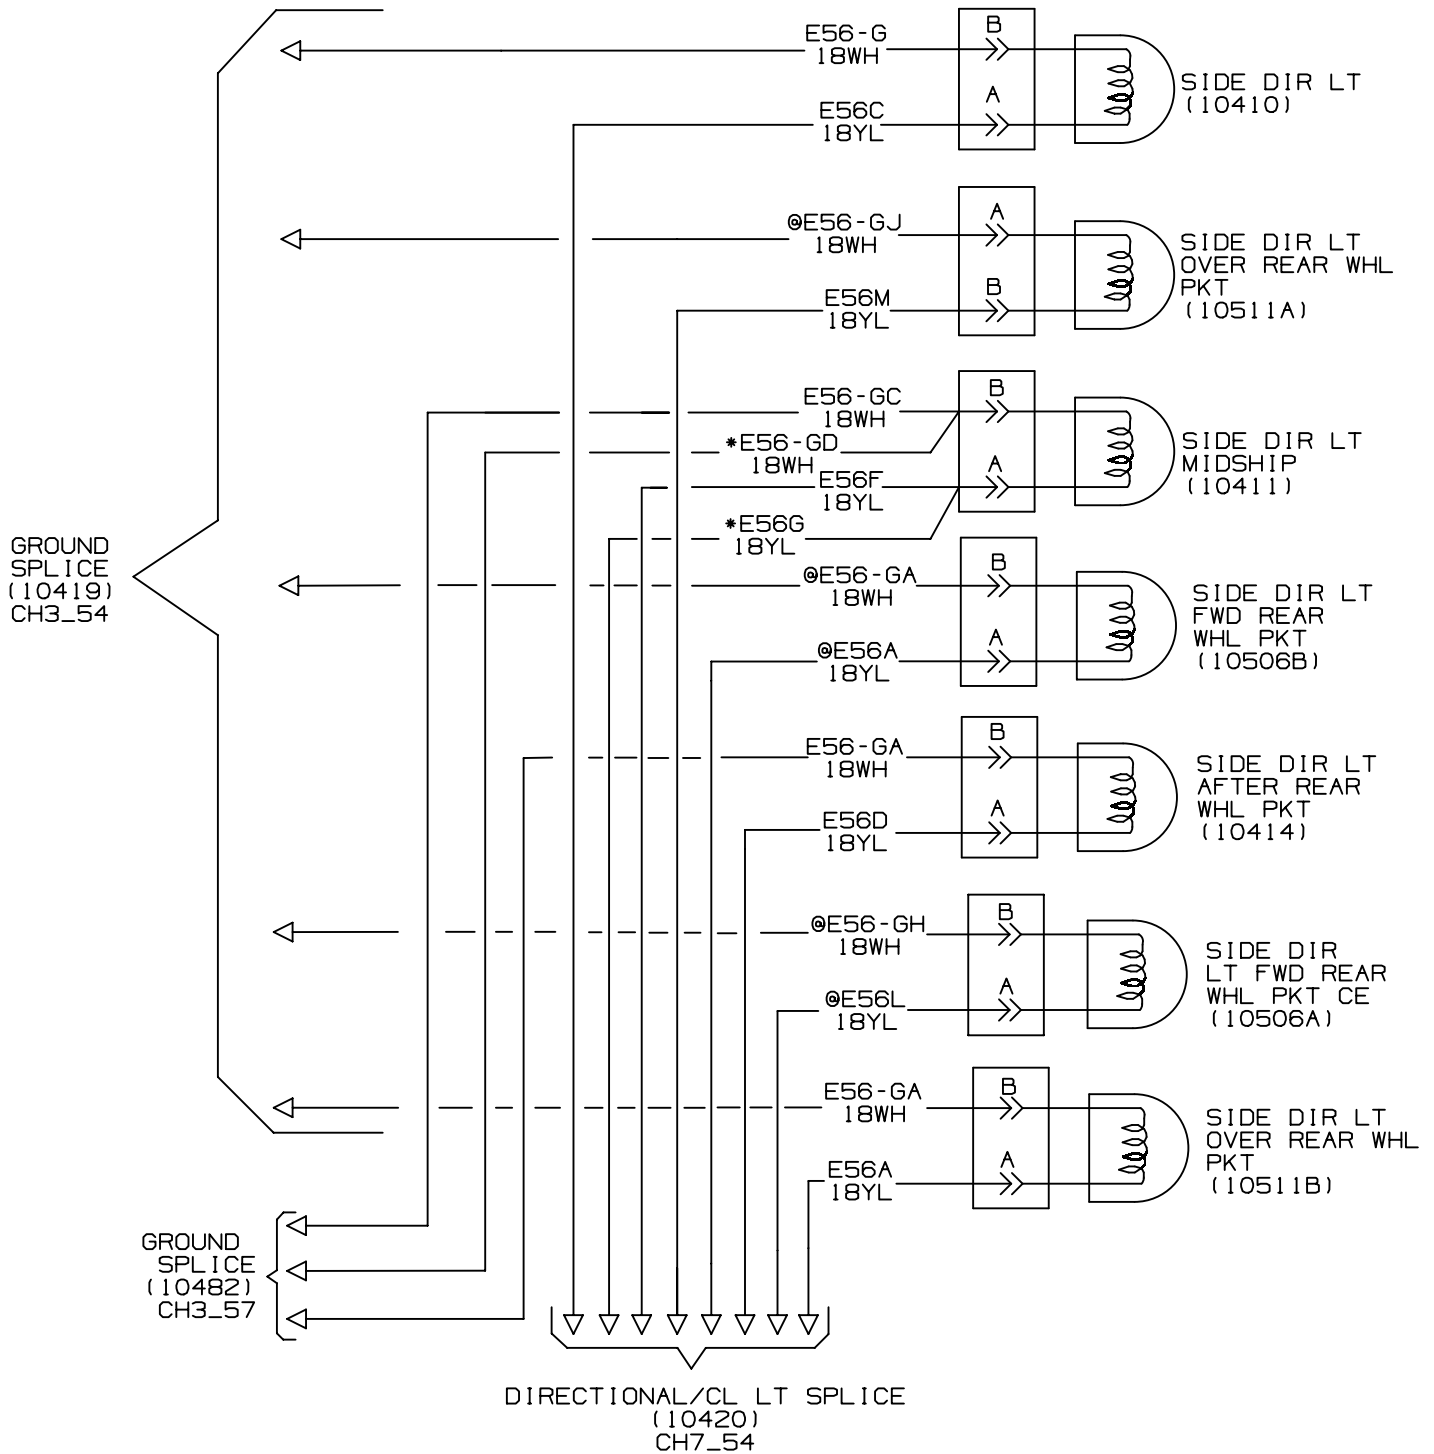 B
E56-G
18WH
A
E56C
18YL
SIDE DIR LT
(10410)
A
@E56-GJ
18WH
B
E56M
18YL
SIDE DIR LT
OVER REAR WHL
PKT
(10511A)
B
E56-GC
18WH
*E56-GD
18WH
A
E56F
18YL
*E56G
18YL
SIDE DIR LT
MIDSHIP
(10411)
GROUND
SPLICE
(10419)
CH3_54
B
@E56-GA
18WH
A
@E56A
18YL
SIDE DIR LT
FWD REAR
WHL PKT
(10506B)
B
E56-GA
18WH
A
E56D
18YL
SIDE DIR LT
AFTER REAR
WHL PKT
(10414)
B
@E56-GH
18WH
A
@E56L
18YL
SIDE DIR
LT FWD REAR
WHL PKT CE
(10506A)
B
E56-GA
18WH
A
E56A
18YL
SIDE DIR LT
OVER REAR WHL
PKT
(10511B)
GROUND
SPLICE
(10482)
CH3_57
DIRECTIONAL/CL LT SPLICE
(10420)
CH7_54